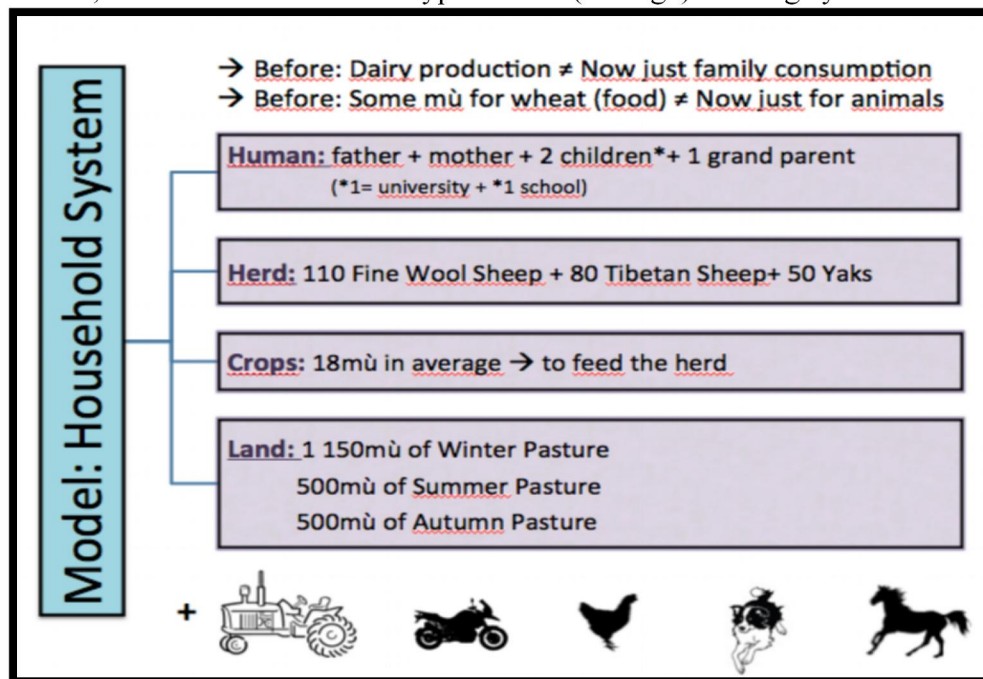 → Before: Dairy production ≠ Now just family consumption
→ Before: Some mù for wheat (food) ≠ Now just for animals
Model: Household System
Human: father + mother + 2 children*+ 1 grand parent
(*1= university + *1 school)
Herd: 110 Fine Wool Sheep + 80 Tibetan Sheep+ 50 Yaks
Crops: 18mù in average → to feed the herd
Land: 1 150mù of Winter Pasture
500mù of Summer Pasture
500mù of Autumn Pasture
+